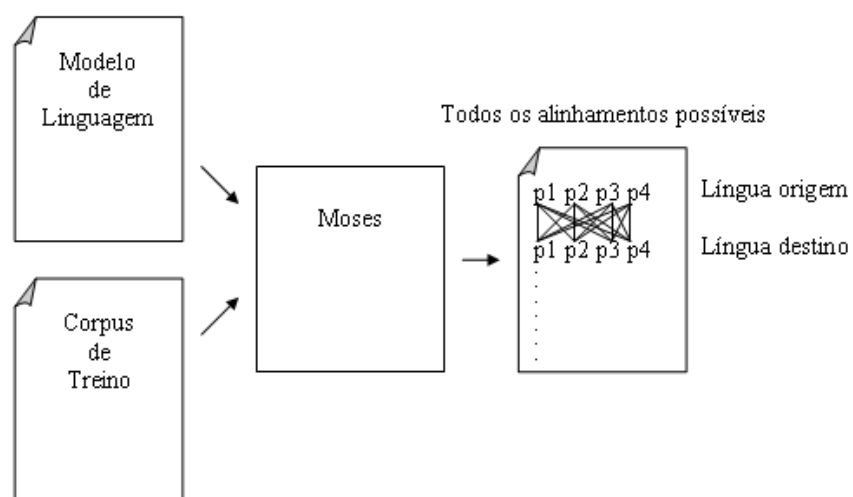 Modelo
de
Linguagem
Corpus
de
Treino
Moses
Todos os alinhamentos possíveis
p1 p2 p3 p4
Língua origem
p1 p2 p3 p4
Língua destino